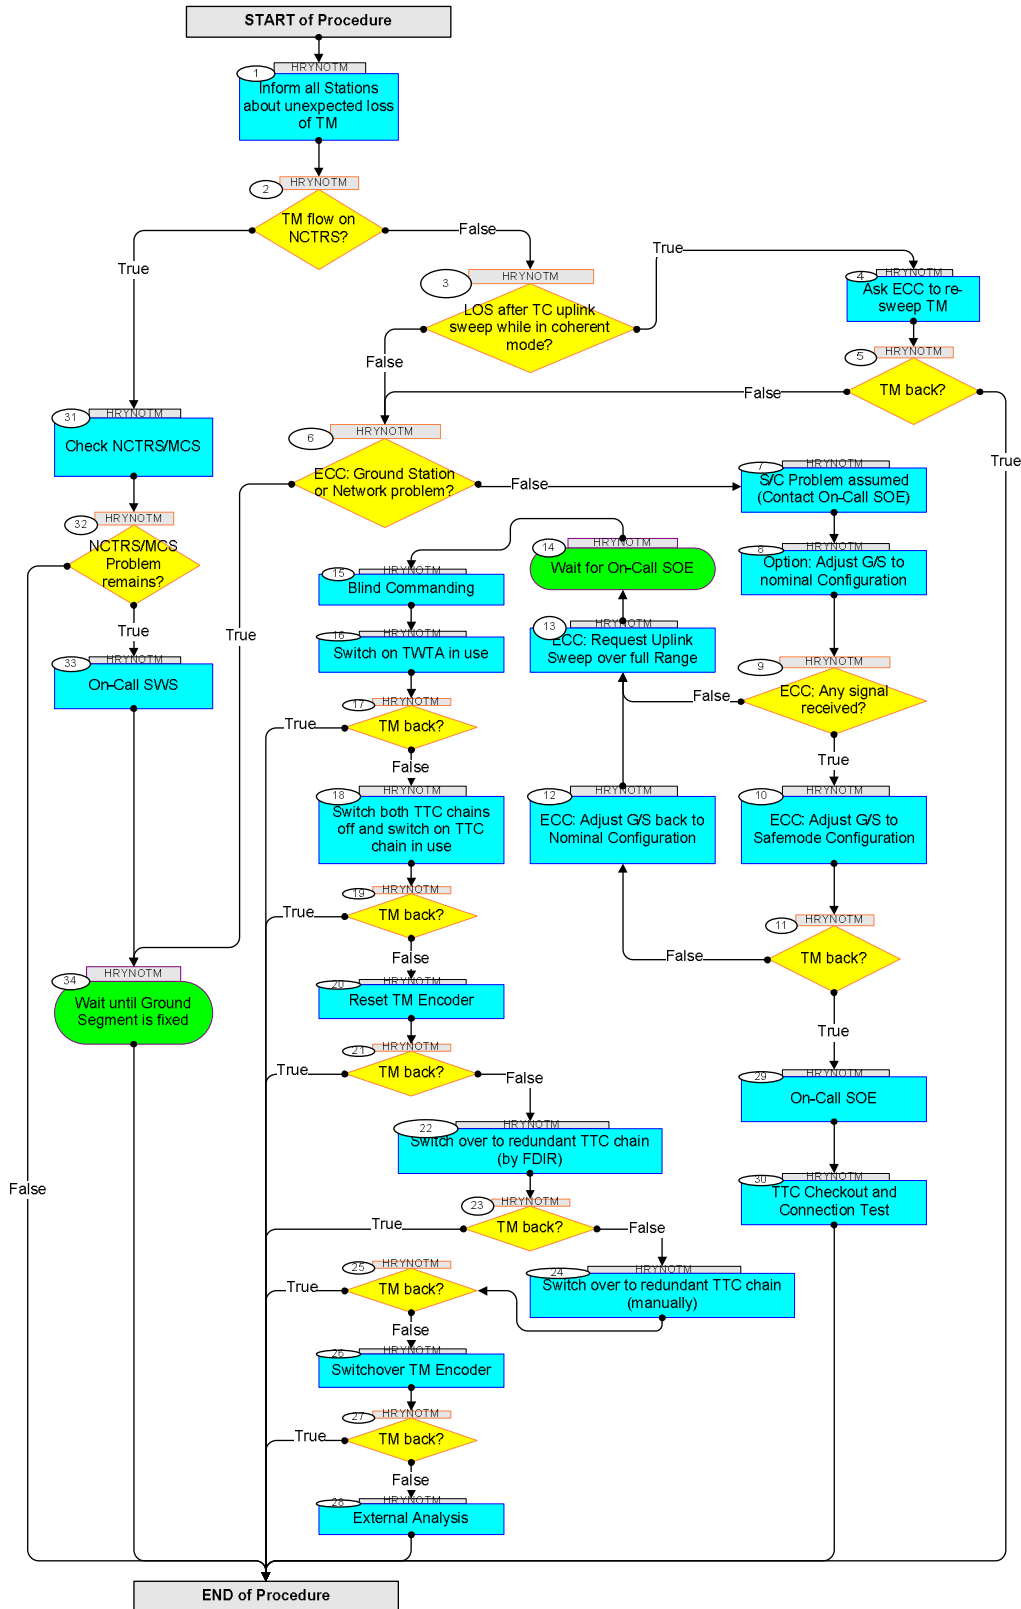 START of Procedure
HRYNOTM
1
Inform all Stations
about unexpected loss
of TM
HRYNOTM
2
TM flow on
NCTRS?
True
False
HRYNOTM
3
LOS after TC uplink
sweep while in coherent
mode?
True
False
HRYNOTM
4
Ask ECC to re-
sweep TM
HRYNOTM
5
TM back?
False
True
HRYNOTM
31
Check NCTRS/MCS
HRYNOTM
32
NCTRS/MCS
Problem
remains?
False
True
HRYNOTM
33
On-Call SWS
HRYNOTM
6
ECC: Ground Station
or Network problem?
True
False
HRYNOTM
7
S/C Problem assumed
(Contact On-Call SOE)
HRYNOTM
8
Option: Adjust G/S to
nominal Configuration
HRYNOTM
9
ECC: Any signal
received?
False
True
HRYNOTM
10
ECC: Adjust G/S to
Safemode Configuration
HRYNOTM
11
TM back?
False
True
HRYNOTM
12
ECC: Adjust G/S back to
Nominal Configuration
HRYNOTM
13
ECC: Request Uplink
Sweep over full Range
HRYNOTM
14
Wait for On-Call SOE
HRYNOTM
15
Blind Commanding
HRYNOTM
16
Switch on TWTA in use
HRYNOTM
17
TM back?
True
False
HRYNOTM
18
Switch both TTC chains
off and switch on TTC
chain in use
HRYNOTM
19
TM back?
True
False
HRYNOTM
20
Reset TM Encoder
HRYNOTM
21
TM back?
True
False
HRYNOTM
22
Switch over to redundant TTC chain
(by FDIR)
HRYNOTM
23
TM back?
True
False
HRYNOTM
24
Switch over to redundant TTC chain
(manually)
HRYNOTM
25
TM back?
True
False
HRYNOTM
26
Switchover TM Encoder
HRYNOTM
27
TM back?
True
False
HRYNOTM
28
External Analysis
HRYNOTM
29
On-Call SOE
HRYNOTM
30
TTC Checkout and
Connection Test
HRYNOTM
34
Wait until Ground
Segment is fixed
END of Procedure